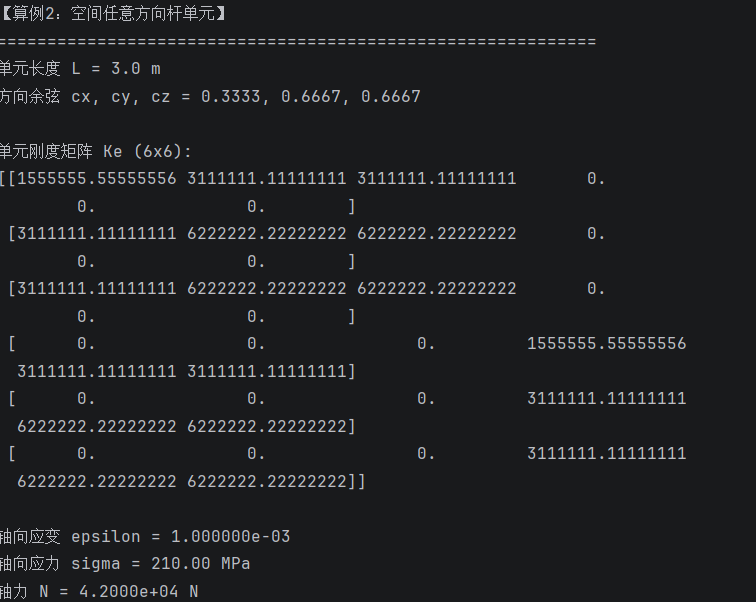 【算例2：空间任意方向杆单元】
============================================================
单元长度 L = 3.0 m
方向余弦 cx, cy, cz = 0.3333, 0.6667, 0.6667
单元刚度矩阵 Ke (6x6):
[[1555555.55555556 3111111.11111111 3111111.11111111       0.
        0.               0.        ]
 [3111111.11111111 6222222.22222222 6222222.22222222       0.
        0.               0.        ]
 [3111111.11111111 6222222.22222222 6222222.22222222       0.
        0.               0.        ]
 [      0.               0.               0.         1555555.55555556
  3111111.11111111 3111111.11111111]
 [      0.               0.               0.         3111111.11111111
  6222222.22222222 6222222.22222222]
 [      0.               0.               0.         3111111.11111111
  6222222.22222222 6222222.22222222]]
轴向应变 epsilon = 1.000000e-03
轴向应力 sigma = 210.00 MPa
轴力 N = 4.2000e+04 N